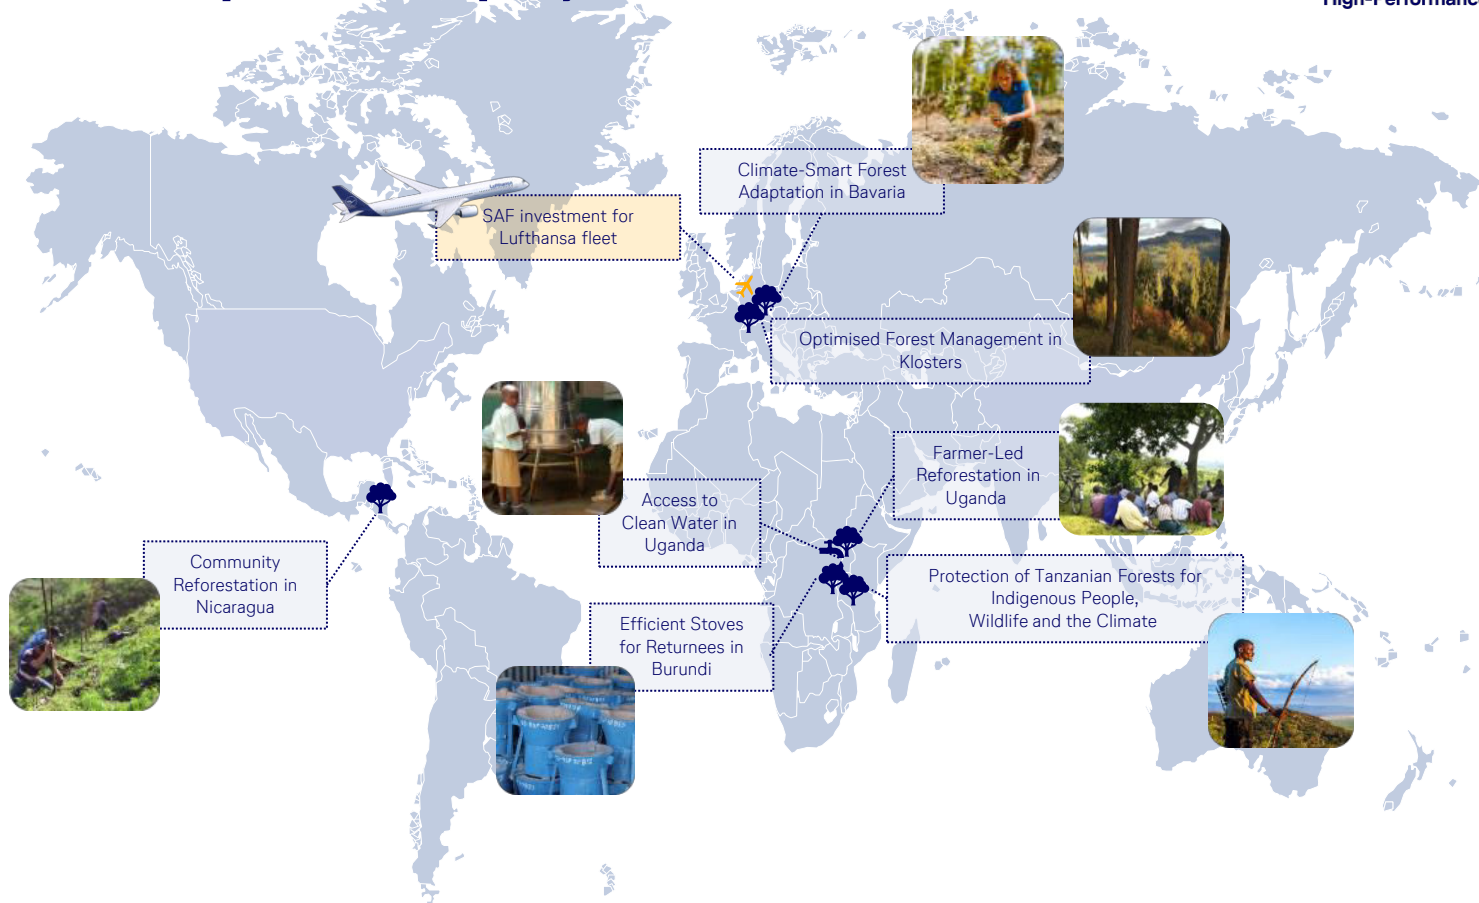 Climate-Smart Forest
Adaptation in Bavaria
Lufthansa
SAF investment for
Lufthansa fleet
Optimised Forest Management in
Klosters
Farmer-Led
Reforestation in
Uganda
Access to
Clean Water in
Uganda
Community
Reforestation in
Nicaragua
Protection of Tanzanian Forests for
Indigenous People,
Wildlife and the Climate
Efficient Stoves
for Returnees in
Burundi